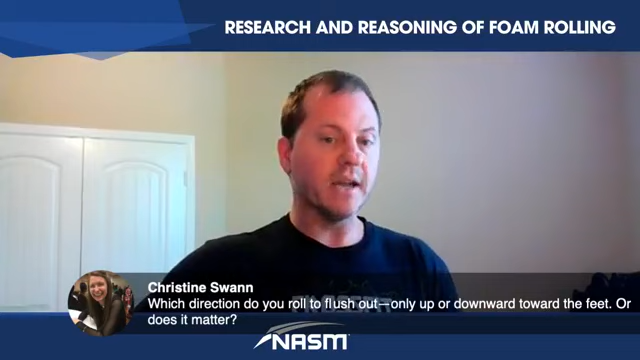 RESEARCH AND REASONING OF FOAM ROLLING
Christine Swann
Which direction do you roll to flush out—only up or downward toward the feet. Or
does it matter?
NASM